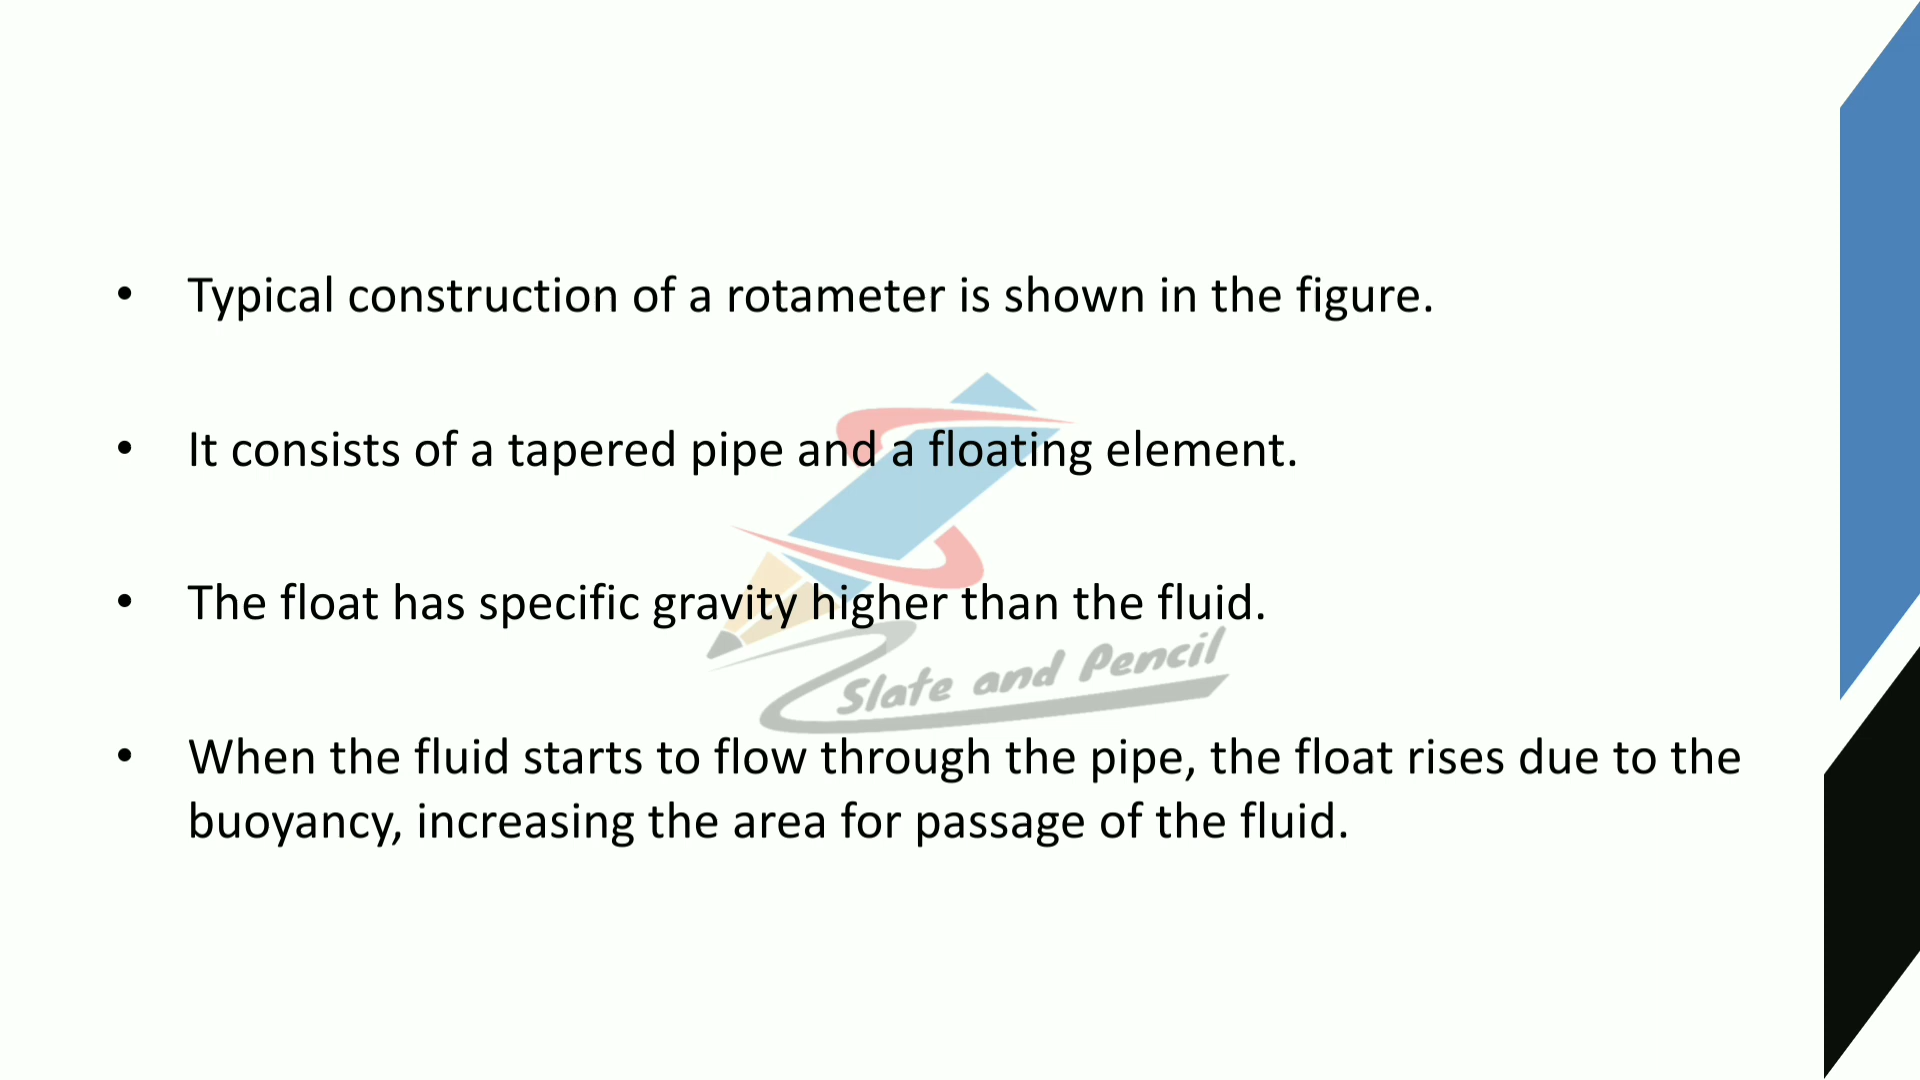 • Typical construction of a rotameter is shown in the figure.
• It consists of a tapered pipe and a floating element.
• The float has specific gravity higher than the fluid.
Slate and Pencil
• When the fluid starts to flow through the pipe, the float rises due to the
buoyancy, increasing the area for passage of the fluid.